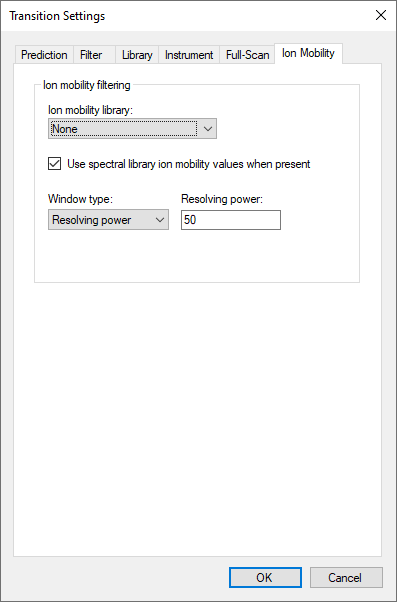 Transition Settings
Prediction Filter Library Instrument Full-Scan Ion Mobility
Ion mobility filtering
Ion mobility library:
None
Use spectral library ion mobility values when present
Window type: Resolving power:
Resolving power 50
OK Cancel